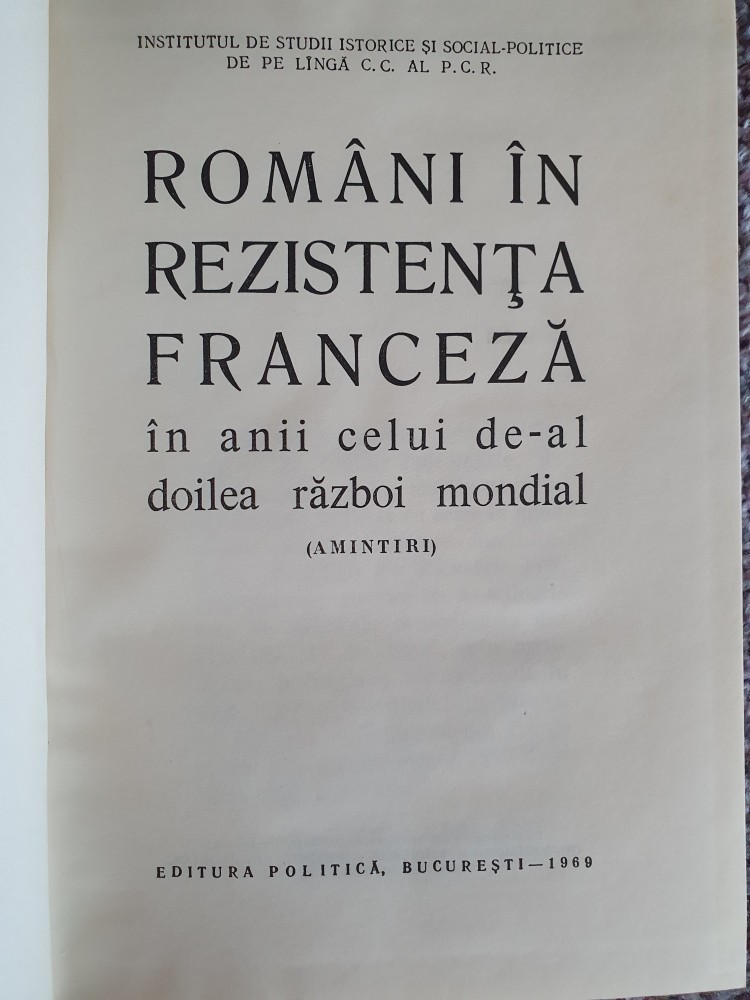 INSTITUTUL DE STUDII ISTORICE ŞI SOCIAL-POLITICE
DE PE LÎNGĂ C.C. AL P.C.R.
ROMÂNI ÎN
REZISTENŢA
FRANCEZĂ
în anii celui de-al
doilea război mondial
(AMINTIRI)
EDITURA POLITICĂ, BUCUREŞTI—1969